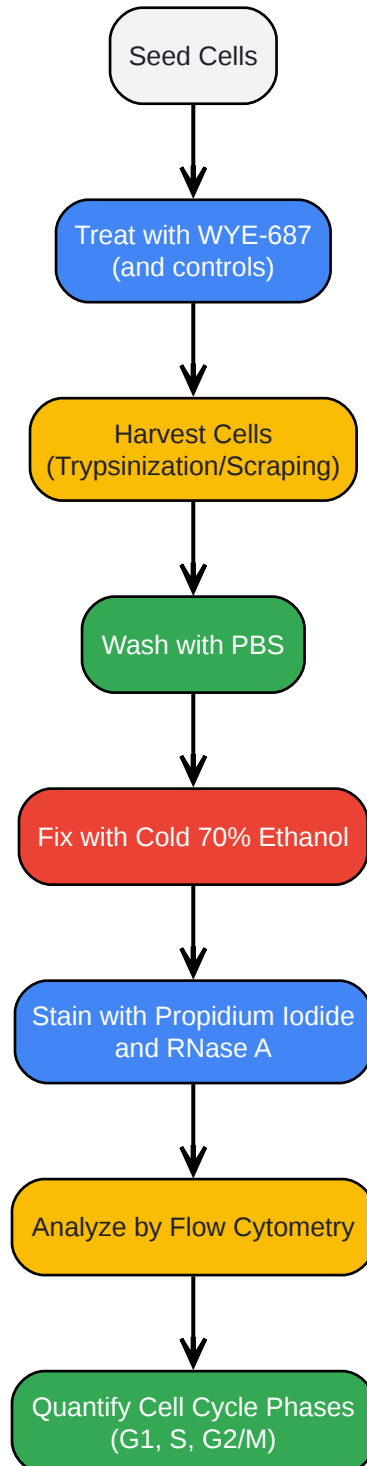 Seed Cells
Treat with WYE-687
(and controls)
Harvest Cells
(Trypsinization/Scraping)
Wash with PBS
Fix with Cold 70% Ethanol
Stain with Propidium Iodide
and RNase A
Analyze by Flow Cytometry
Quantify Cell Cycle Phases
(G1, S, G2/M)